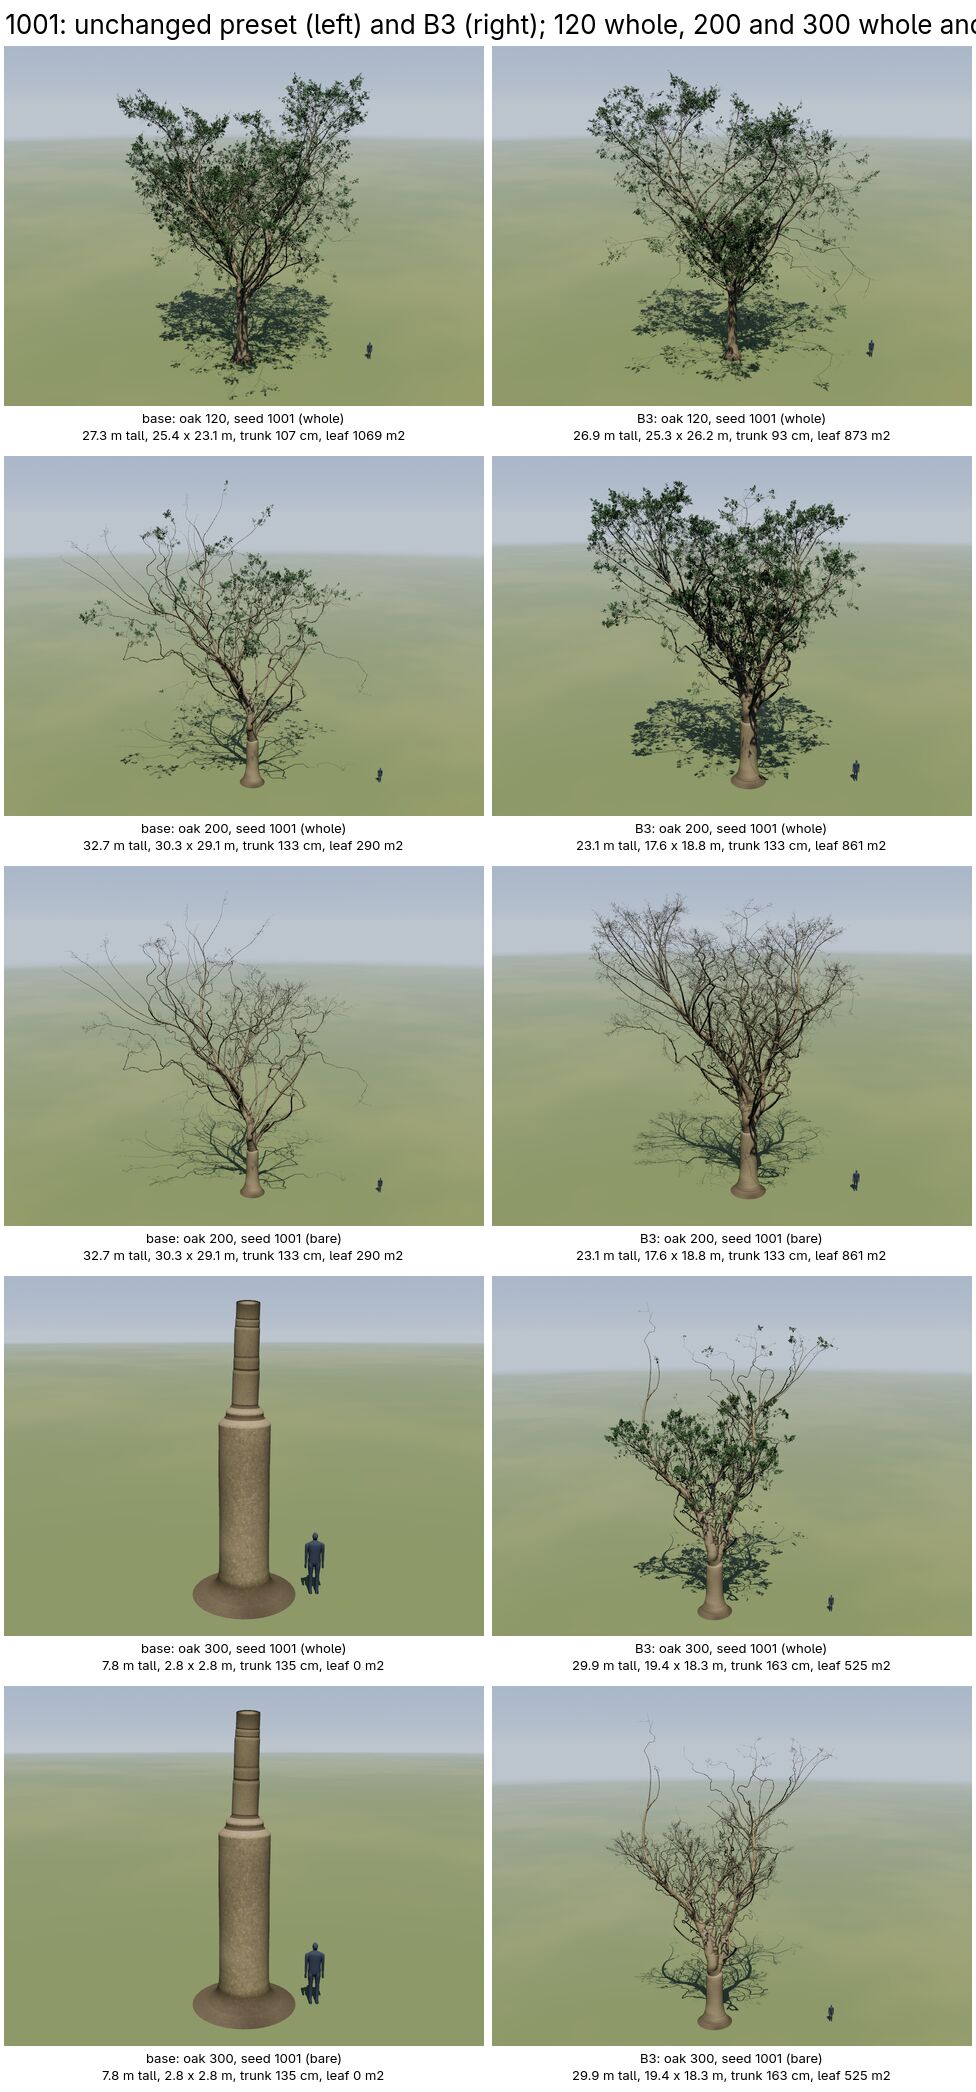 1001: unchanged preset (left) and B3 (right); 120 whole, 200 and 300 whole and
base: oak 120, seed 1001 (whole)
27.3 m tall, 25.4 x 23.1 m, trunk 107 cm, leaf 1069 m2
B3: oak 120, seed 1001 (whole)
26.9 m tall, 25.3 x 26.2 m, trunk 93 cm, leaf 873 m2
base: oak 200, seed 1001 (whole)
32.7 m tall, 30.3 x 29.1 m, trunk 133 cm, leaf 290 m2
B3: oak 200, seed 1001 (whole)
23.1 m tall, 17.6 x 18.8 m, trunk 133 cm, leaf 861 m2
base: oak 200, seed 1001 (bare)
32.7 m tall, 30.3 x 29.1 m, trunk 133 cm, leaf 290 m2
B3: oak 200, seed 1001 (bare)
23.1 m tall, 17.6 x 18.8 m, trunk 133 cm, leaf 861 m2
base: oak 300, seed 1001 (whole)
7.8 m tall, 2.8 x 2.8 m, trunk 135 cm, leaf 0 m2
B3: oak 300, seed 1001 (whole)
29.9 m tall, 19.4 x 18.3 m, trunk 163 cm, leaf 525 m2
base: oak 300, seed 1001 (bare)
7.8 m tall, 2.8 x 2.8 m, trunk 135 cm, leaf 0 m2
B3: oak 300, seed 1001 (bare)
29.9 m tall, 19.4 x 18.3 m, trunk 163 cm, leaf 525 m2